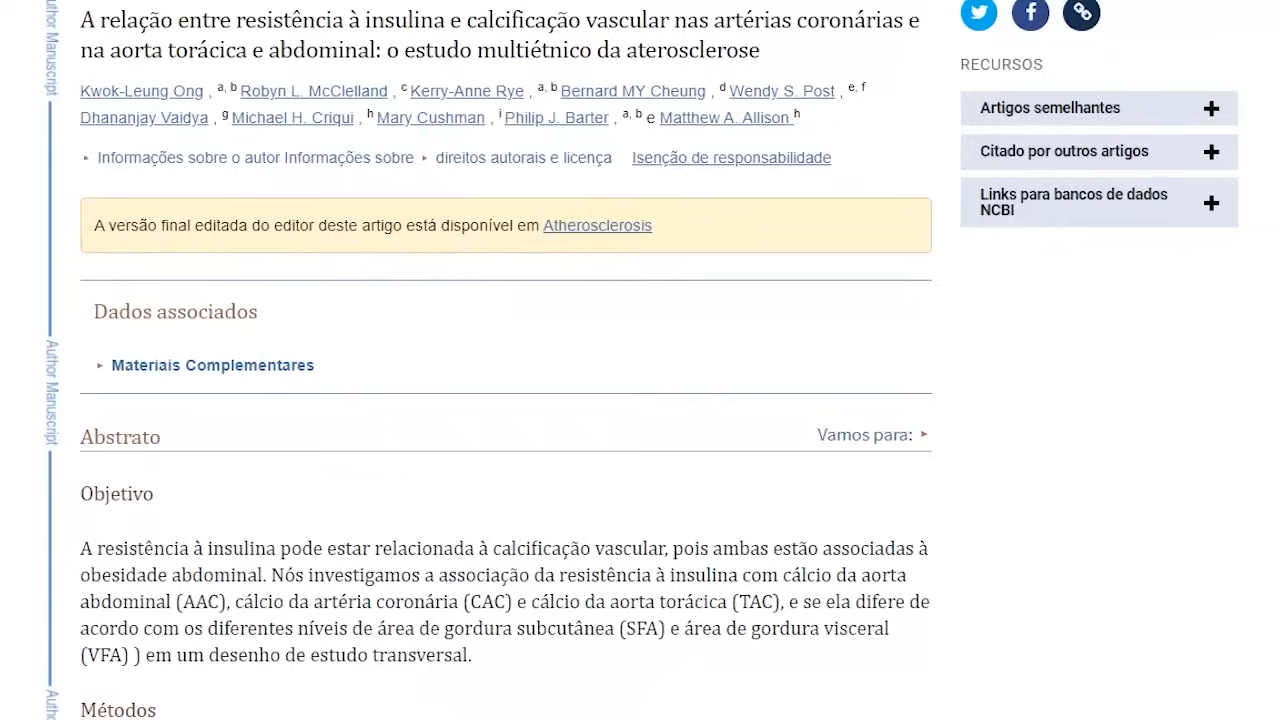 A relação entre resistência à insulina e calcificação vascular nas artérias coronárias e
na aorta torácica e abdominal: o estudo multiétnico da aterosclerose
Kwok-Leung Ong , a, b Robyn L. McClelland , c Kerry-Anne Rye , a, b Bernard MY Cheung , d Wendy S. Post , e, f
Dhananjay Vaidya , g Michael H. Criqui , h Mary Cushman , i Philip J. Barter , a, b e Matthew A. Allison h
Informações sobre o autor Informações sobre ▸ direitos autorais e licença Isenção de responsabilidade
A versão final editada do editor deste artigo está disponível em Atherosclerosis
Dados associados
Materiais Complementares
Abstrato
Vamos para:
Objetivo
A resistência à insulina pode estar relacionada à calcificação vascular, pois ambas estão associadas à
obesidade abdominal. Nós investigamos a associação da resistência à insulina com cálcio da aorta
abdominal (AAC), cálcio da artéria coronária (CAC) e cálcio da aorta torácica (TAC), e se ela difere de
acordo com os diferentes níveis de área de gordura subcutânea (SFA) e área de gordura visceral
(VFA) ) em um desenho de estudo transversal.
Métodos
RECURSOS
Artigos semelhantes
Citado por outros artigos
Links para bancos de dados
NCBI
Author Manuscript
Author Manuscript